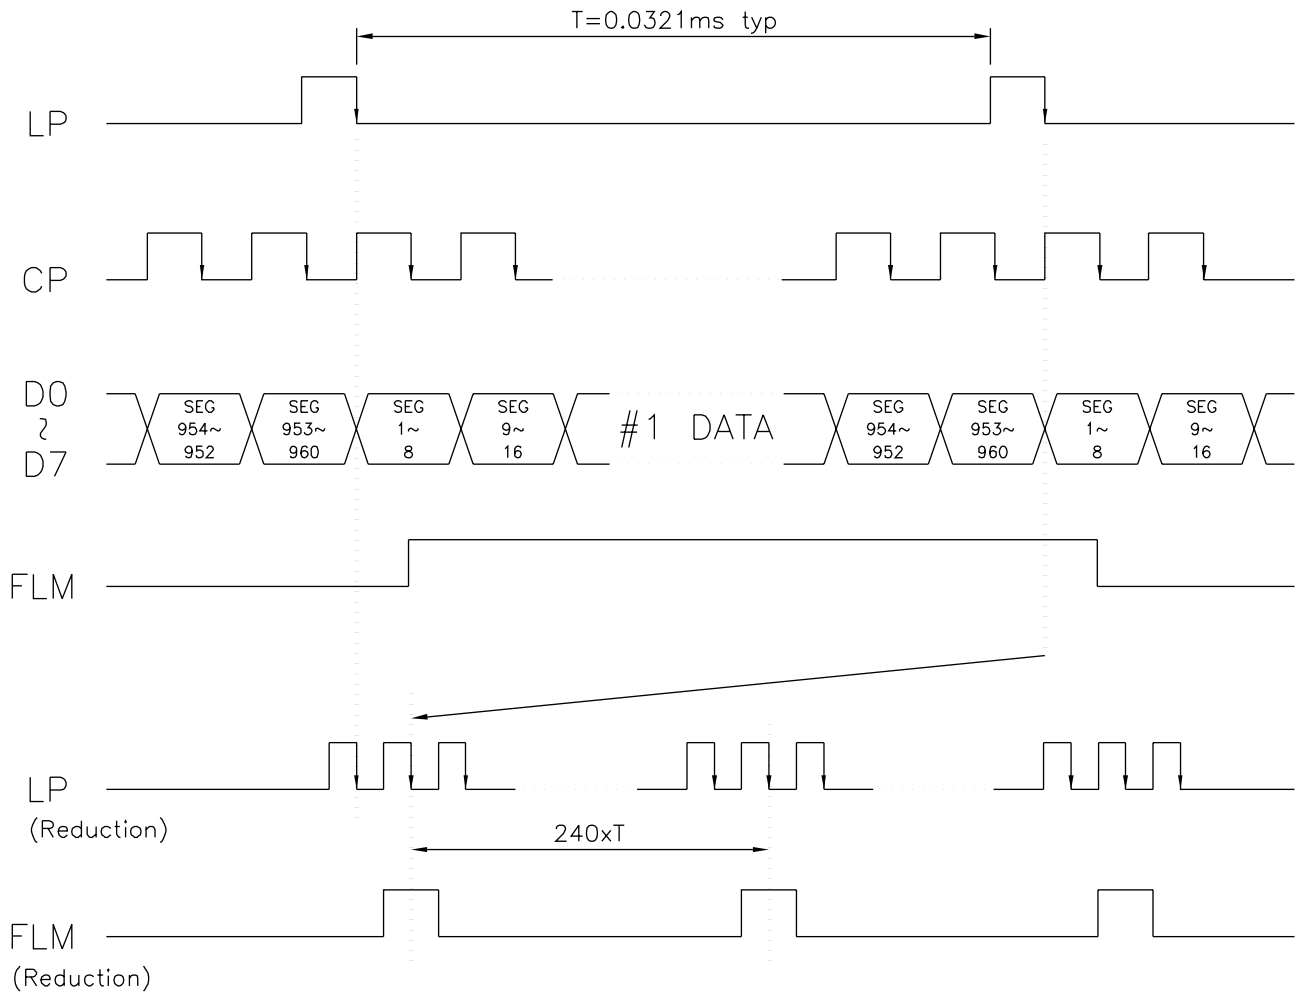 T=0.0321ms typ
LP
CP
D0
~
D7
SEG
954~
952
SEG
953~
960
SEG
1~
8
SEG
9~
16
#1 DATA
SEG
954~
952
SEG
953~
960
SEG
1~
8
SEG
9~
16
FLM
LP
(Reduction)
240xT
FLM
(Reduction)